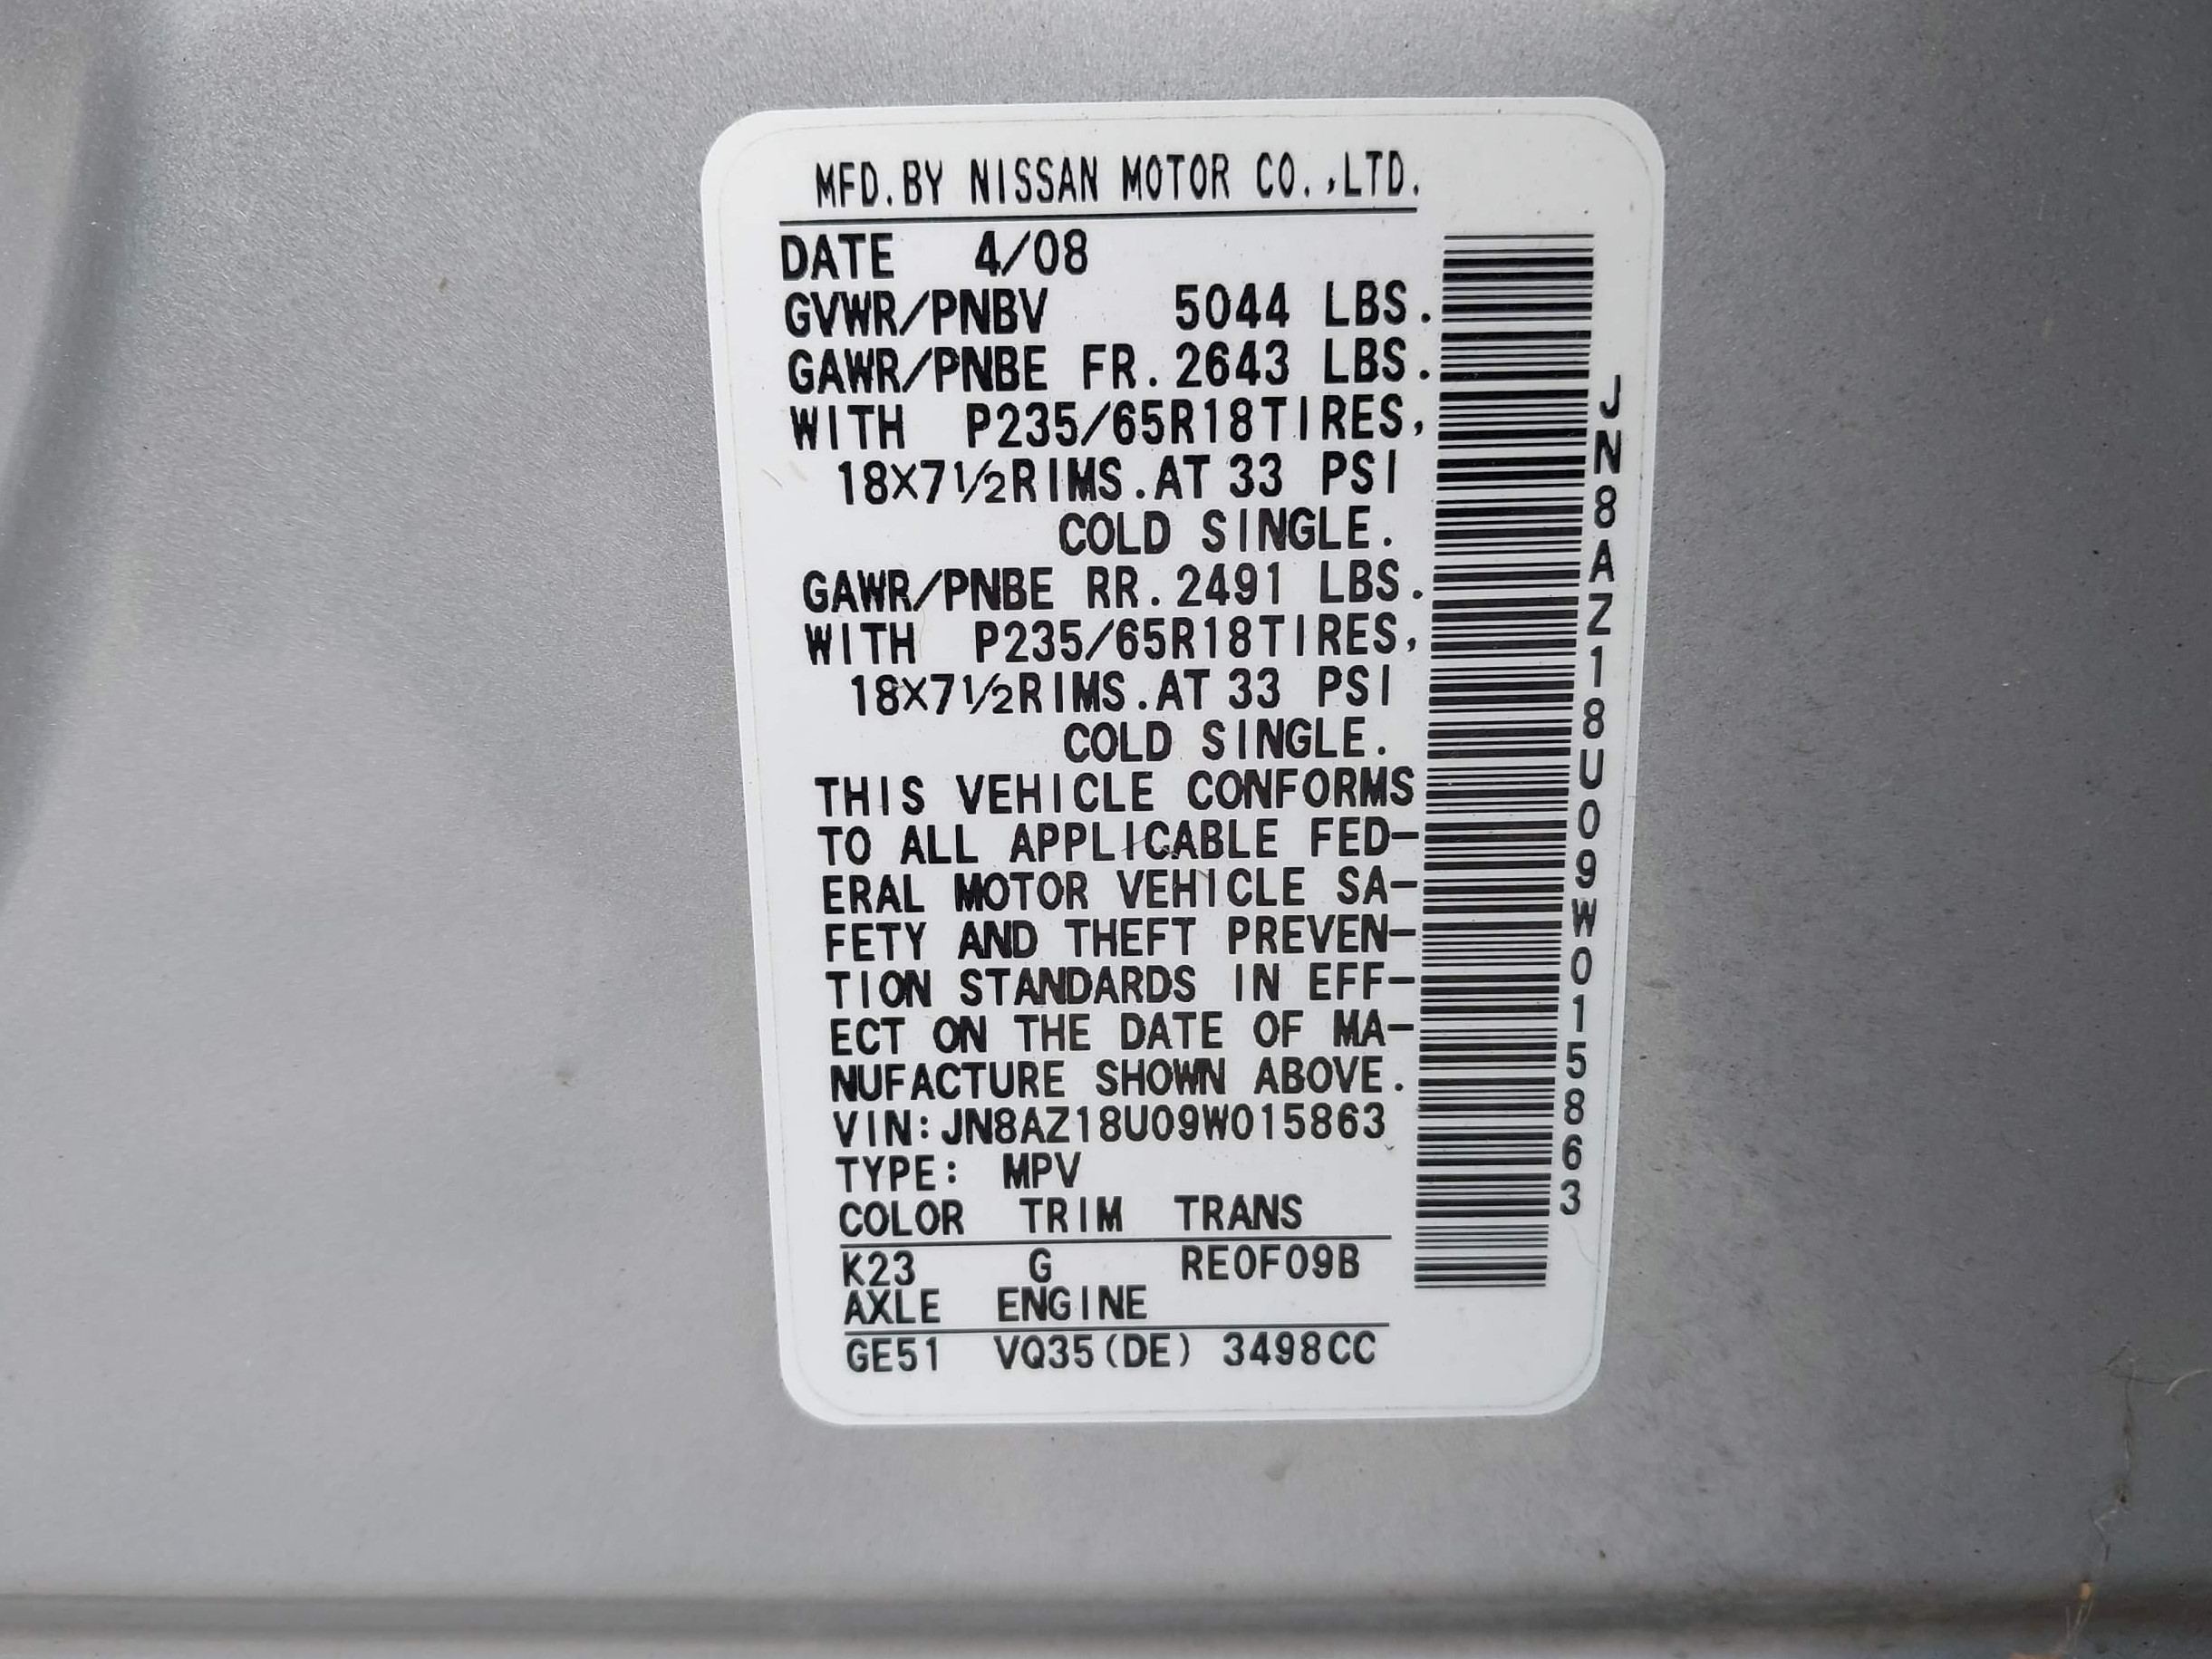 MFD.BY NISSAN MOTOR CO.,LTD.
DATE 4/08
GVWR/PNBV 5044 LBS.
GAWR/PNBE FR.2643 LBS.
WITH P235/65R18TIRES,
18X7½RIMS.AT 33 PSI
COLD SINGLE.
GAWR/PNBE RR.2491 LBS.
WITH P235/65R18TIRES,
18X7½RIMS.AT 33 PSI
COLD SINGLE.
THIS VEHICLE CONFORMS
TO ALL APPLICABLE FED-
ERAL MOTOR VEHICLE SA-
FETY AND THEFT PREVEN-
TION STANDARDS IN EFF-
ECT ON THE DATE OF MA-
NUFACTURE SHOWN ABOVE.
VIN:JN8AZ18U09W015863
TYPE: MPV
COLOR TRIM TRANS
K23 G RE0F09B
AXLE ENGINE
GE51 VQ35(DE) 3498CC
JN8AZ18U09W015863